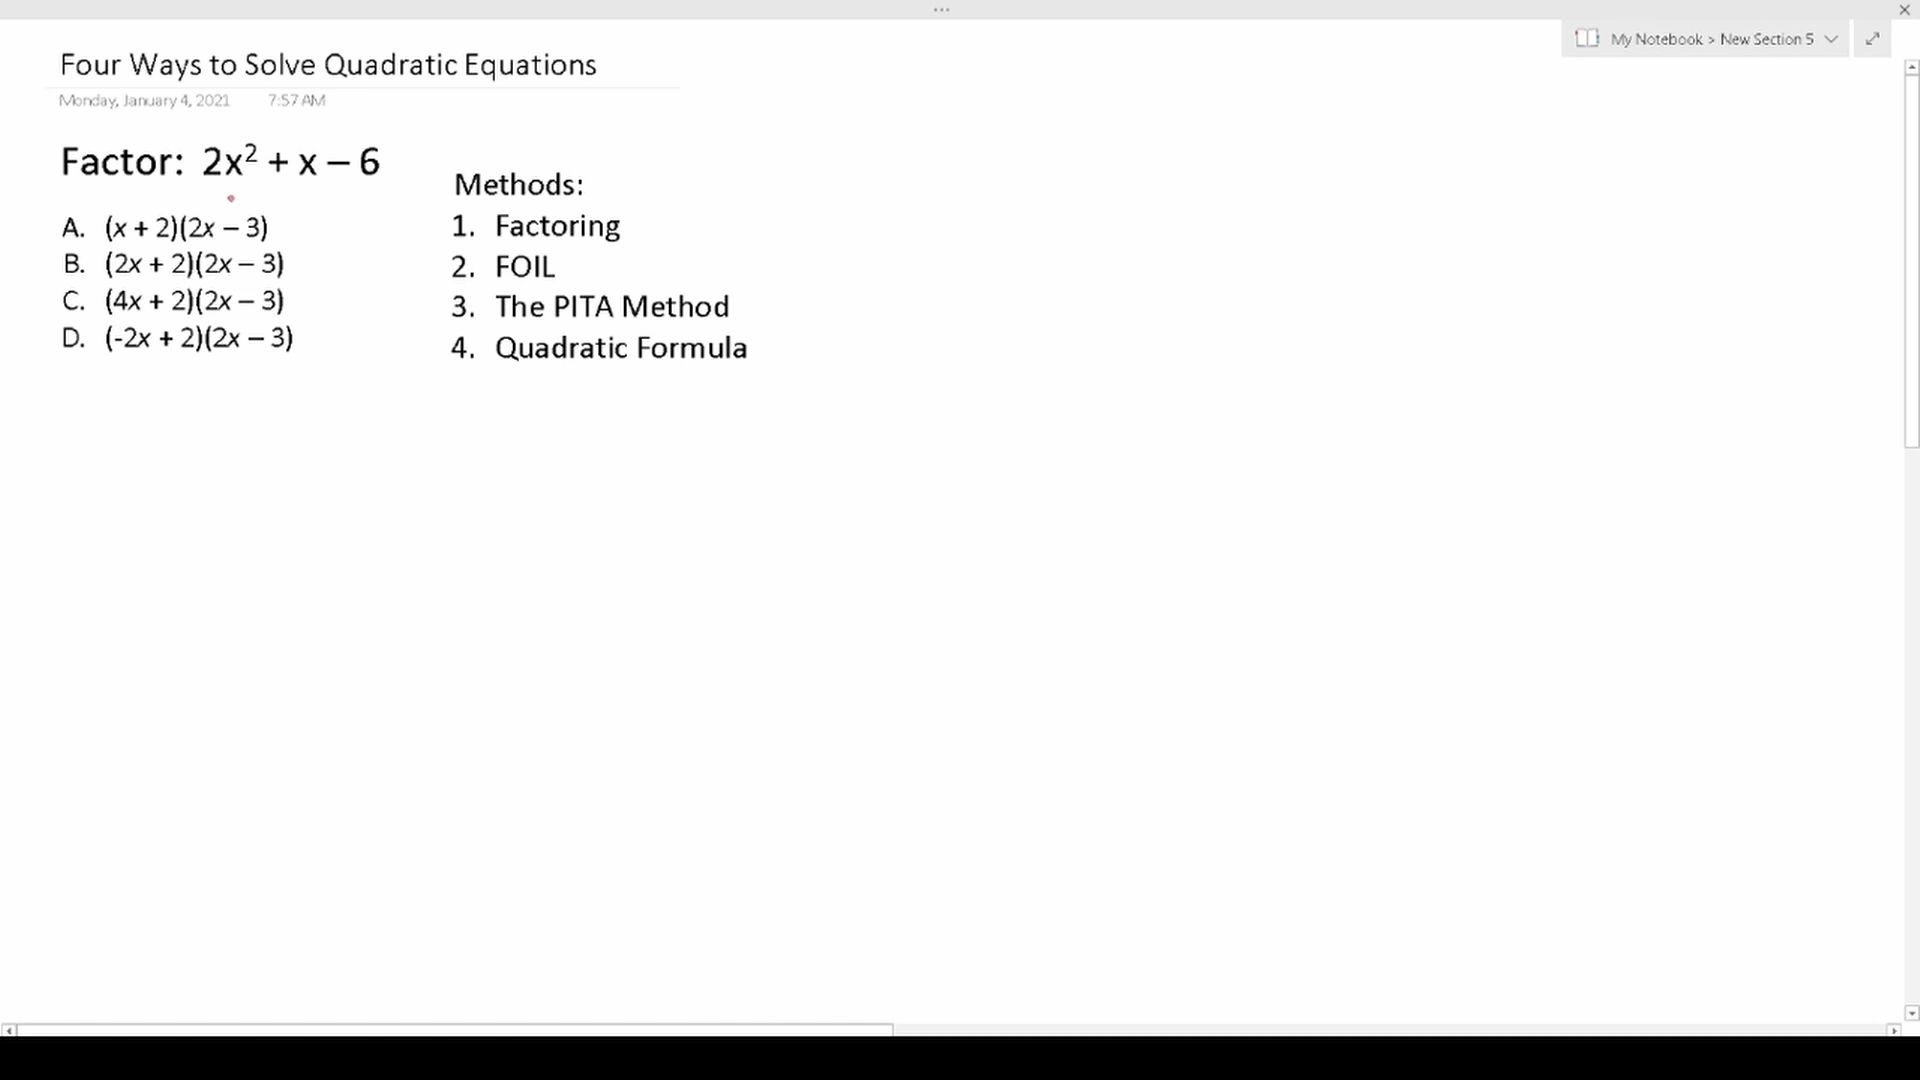 My Notebook > New Section 5
Four Ways to Solve Quadratic Equations
Monday, January 4, 2021 7:57 AM
Factor: 2x² + x – 6
A. (x + 2)(2x – 3)
B. (2x + 2)(2x – 3)
C. (4x + 2)(2x – 3)
D. (-2x + 2)(2x – 3)
Methods:
1. Factoring
2. FOIL
3. The PITA Method
4. Quadratic Formula